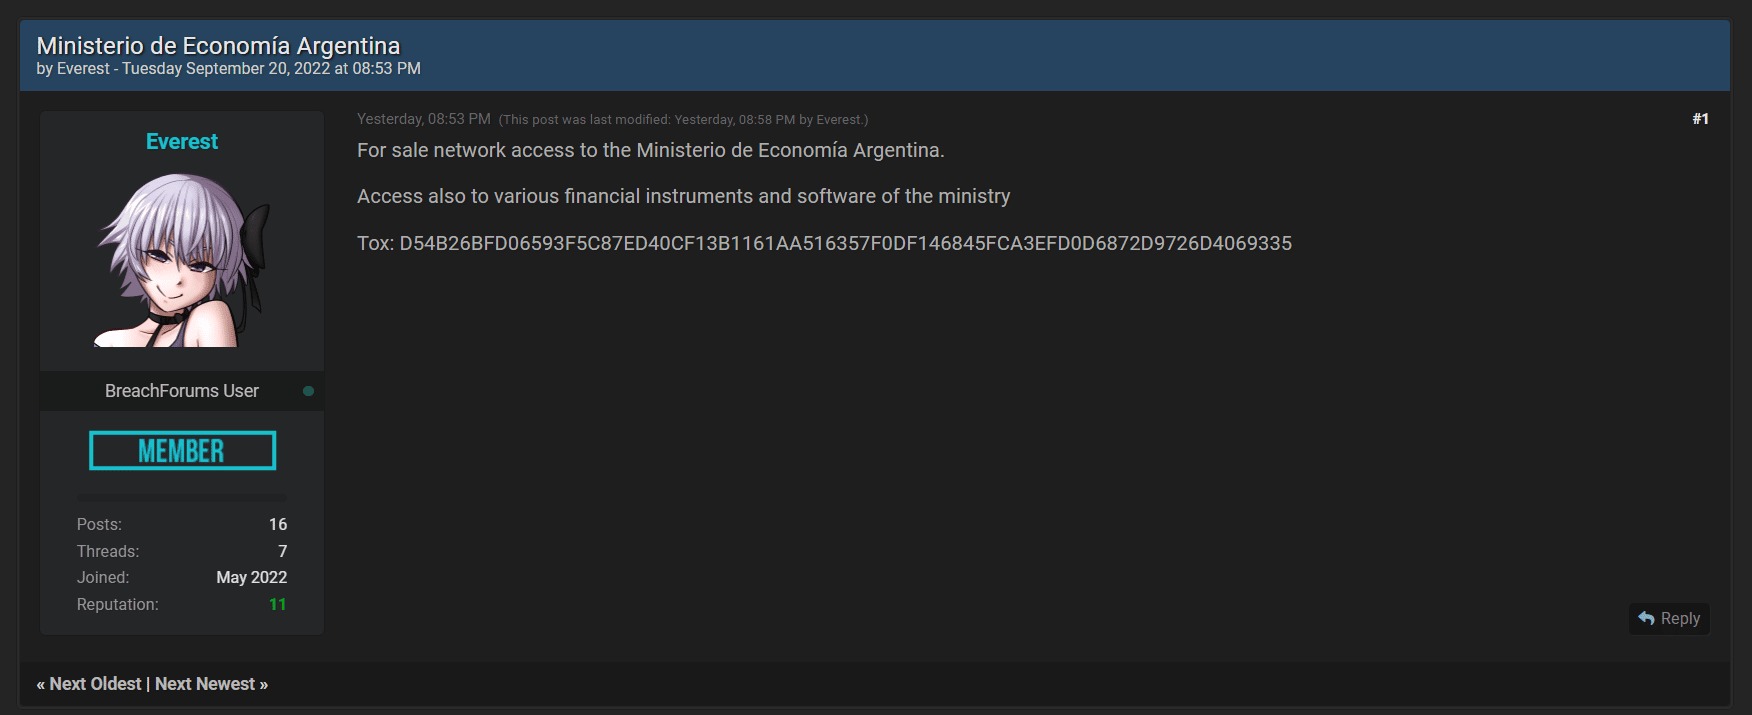 Ministerio de Economía Argentina
by Everest - Tuesday September 20, 2022 at 08:53 PM
Everest
BreachForums User
MEMBER
Posts: 16
Threads: 7
Joined: May 2022
Reputation: 11
Yesterday, 08:53 PM (This post was last modified: Yesterday, 08:58 PM by Everest.)
#1
For sale network access to the Ministerio de Economía Argentina.
Access also to various financial instruments and software of the ministry
Tox: D54B26BFD06593F5C87ED40CF13B1161AA516357F0DF146845FCA3EFD0D6872D9726D4069335
Reply
« Next Oldest | Next Newest »